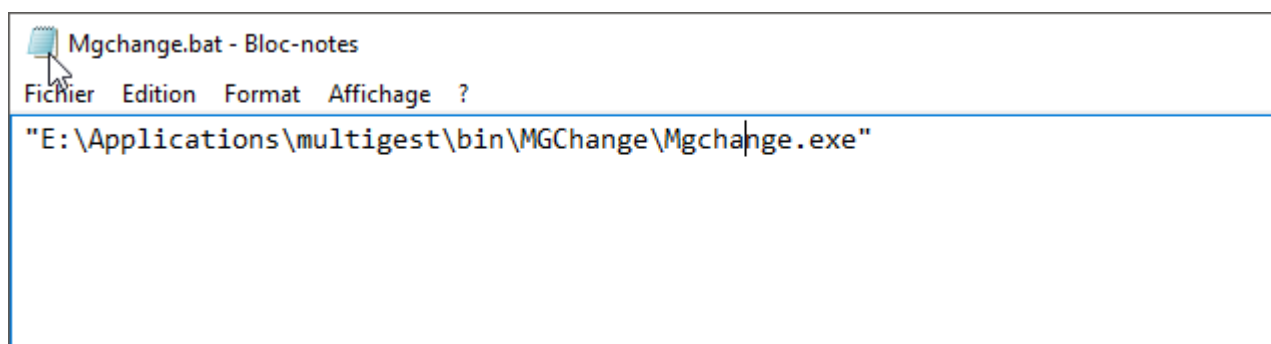 Mgchange.bat - Bloc-notes
Fichier Edition Format Affichage ?
"E:\Applications\multigest\bin\MGChange\Mgchange.exe"